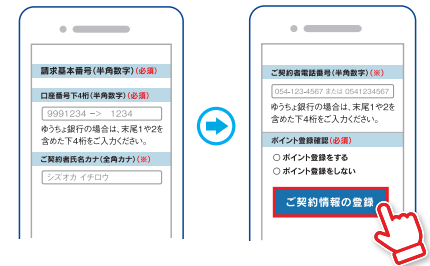 請求基本番号(半角数字)(必須)
口座番号下4桁(半角数字)(必須)
9991234 −> 1234
ゆうちょ銀行の場合は、末尾1や2を
含めた下4桁をご入力ください。
ご契約者氏名カナ(全角カナ)(※)
シズオカ イチロウ
ご契約者電話番号(半角数字)(※)
054-123-4567 または 0541234567
ゆうちょ銀行の場合は、末尾1や2を
含めた下4桁をご入力ください。
ポイント登録確認(必須)
○ ポイント登録をする
○ ポイント登録をしない
ご契約情報の登録